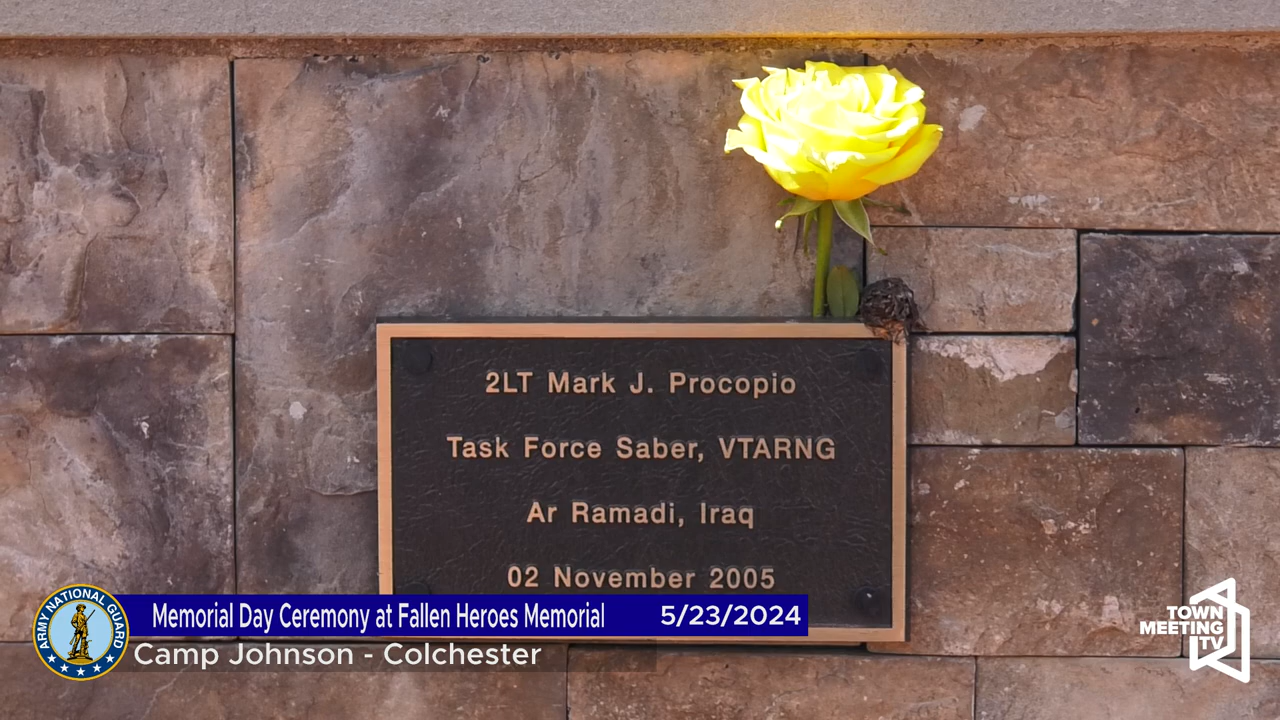 2LT Mark J. Procopio
Task Force Saber, VTARNG
Ar Ramadi, Iraq
02 November 2005
Memorial Day Ceremony at Fallen Heroes Memorial 5/23/2024
Camp Johnson - Colchester
ARMY NATIONAL GUARD
TOWN
MEETING
TV